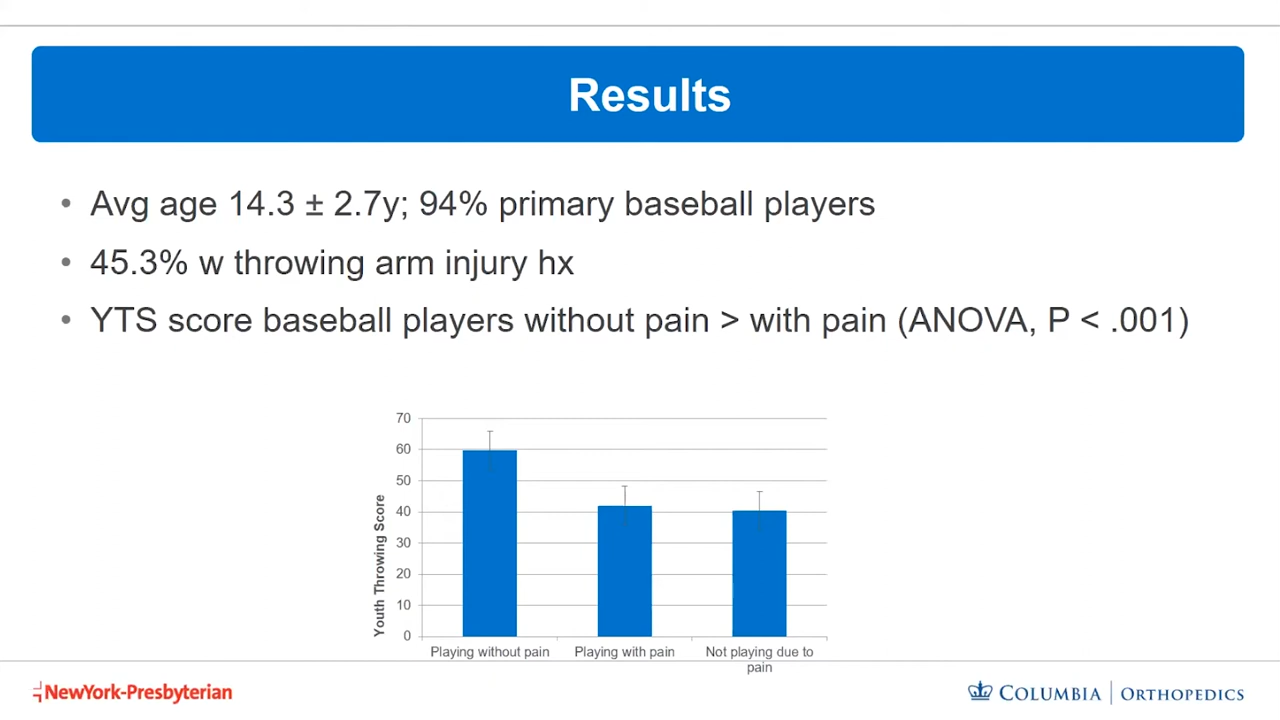 Results
• Avg age 14.3 ± 2.7y; 94% primary baseball players
• 45.3% w throwing arm injury hx
• YTS score baseball players without pain > with pain (ANOVA, P < .001)
Youth Throwing Score
70
60
50
40
30
20
10
0
Playing without pain
Playing with pain
Not playing due to
pain
NewYork-Presbyterian
COLUMBIA | ORTHOPEDICS